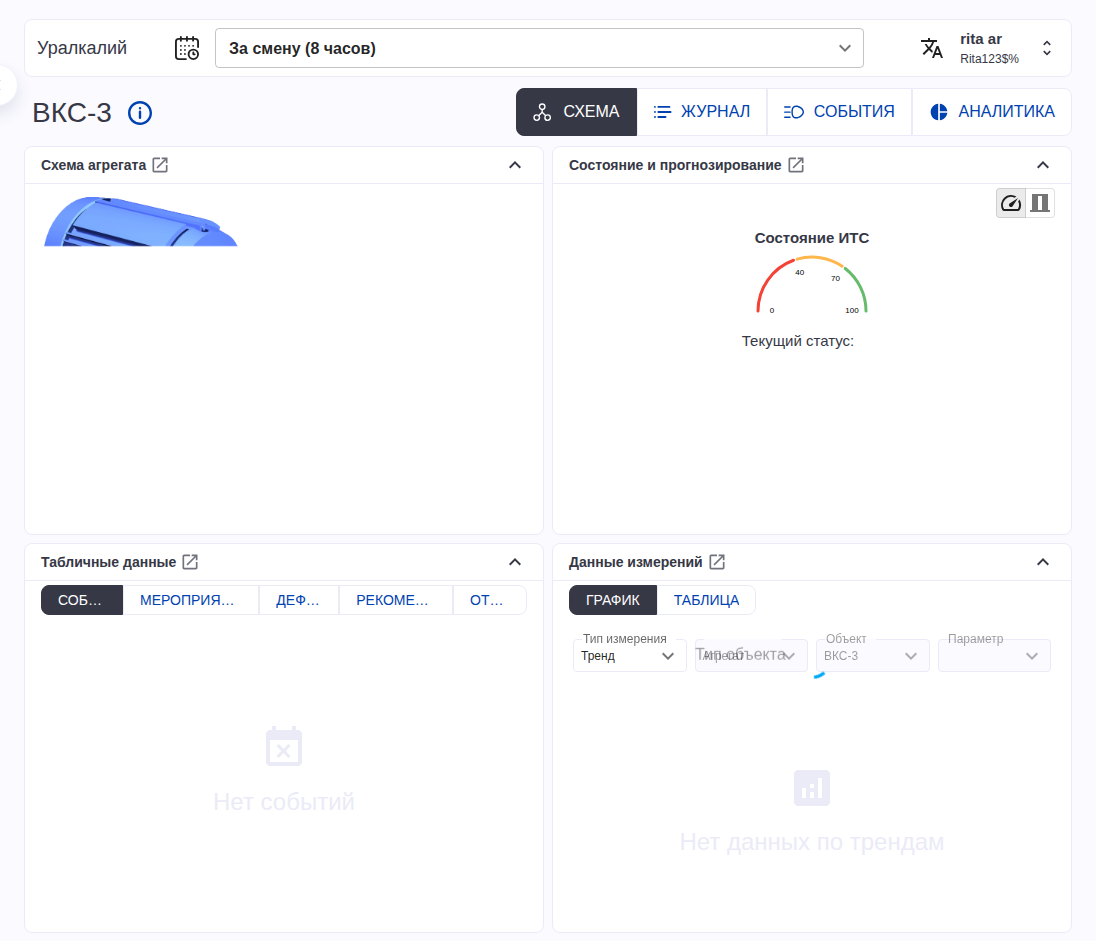 Уралкалий
За смену (8 часов)
rita ar
Rita123$%
ВКС-3
СХЕМА
ЖУРНАЛ
СОБЫТИЯ
АНАЛИТИКА
Схема агрегата
Состояние и прогнозирование
Состояние ИТС
40
70
0
100
Текущий статус:
Табличные данные
Данные измерений
СОБ...
МЕРОПРИЯ...
ДЕФ...
РЕКОМЕ...
ОТ...
ГРАФИК
ТАБЛИЦА
Тип измерения
Тренд
Тип объекта
Агрегат
Объект
ВКС-3
Параметр
Нет событий
Нет данных по трендам